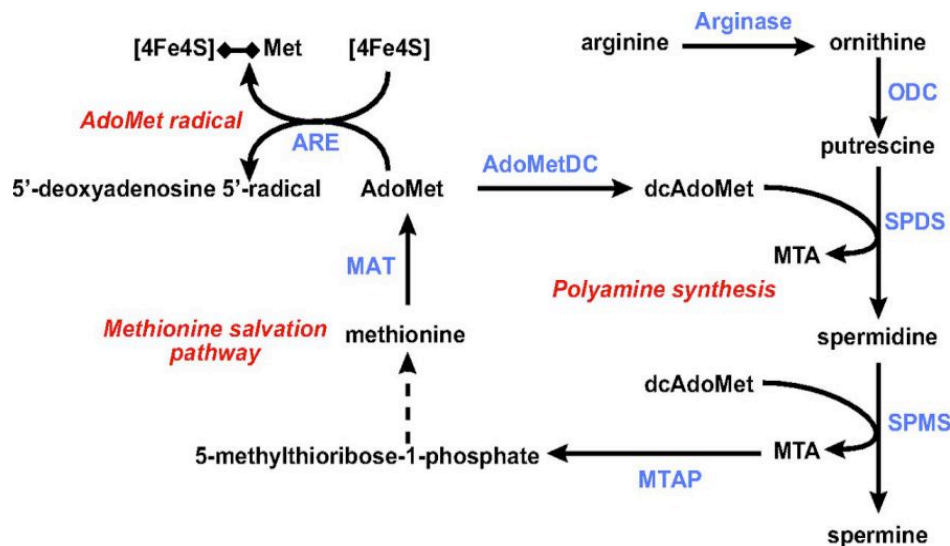 Arginase
[4Fe4S] Met [4Fe4S] arginine ornithine
ODC
AdoMet radical
ARE
putrescine
AdoMetDC
5'-deoxyadenosine 5'-radical AdoMet dcAdoMet
SPDS
MTA
MAT
Polyamine synthesis
Methionine salvation
pathway
methionine spermidine
dcAdoMet
SPMS
5-methylthioribose-1-phosphate MTA
MTAP
spermine